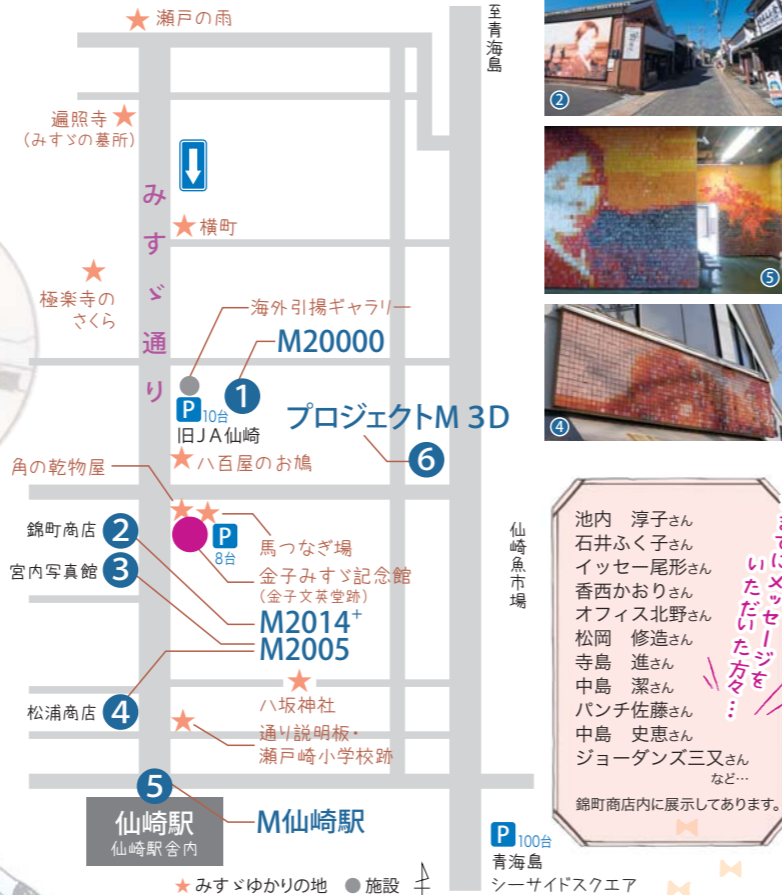 瀬戸の雨
至青海島
遍照寺
(みすゞの墓所)
みすゞ通り
横町
極楽寺の
さくら
海外引揚ギャラリー
M20000
1
P 10台
旧JA仙崎
プロジェクトM 3D
6
八百屋のお鳩
角の乾物屋
錦町商店 2
宮内写真館 3
P
8台
馬つなぎ場
金子みすゞ記念館
(金子文英堂跡)
M2014+
M2005
仙崎魚市場
松浦商店 4
八坂神社
通り説明板・
瀬戸崎小学校跡
5
仙崎駅
仙崎駅舎内
M仙崎駅
P 100台
青海島
シーサイドスクエア
みすゞゆかりの地 施設
2
5
4
までにメッセージを
いただいた方々…
池内 淳子さん
石井ふく子さん
イッセー尾形さん
香西かおりさん
オフィス北野さん
松岡 修造さん
寺島 進さん
中島 潔さん
パンチ佐藤さん
中島 史恵さん
ジョーダンズ三又さん
など…
錦町商店内に展示してあります。